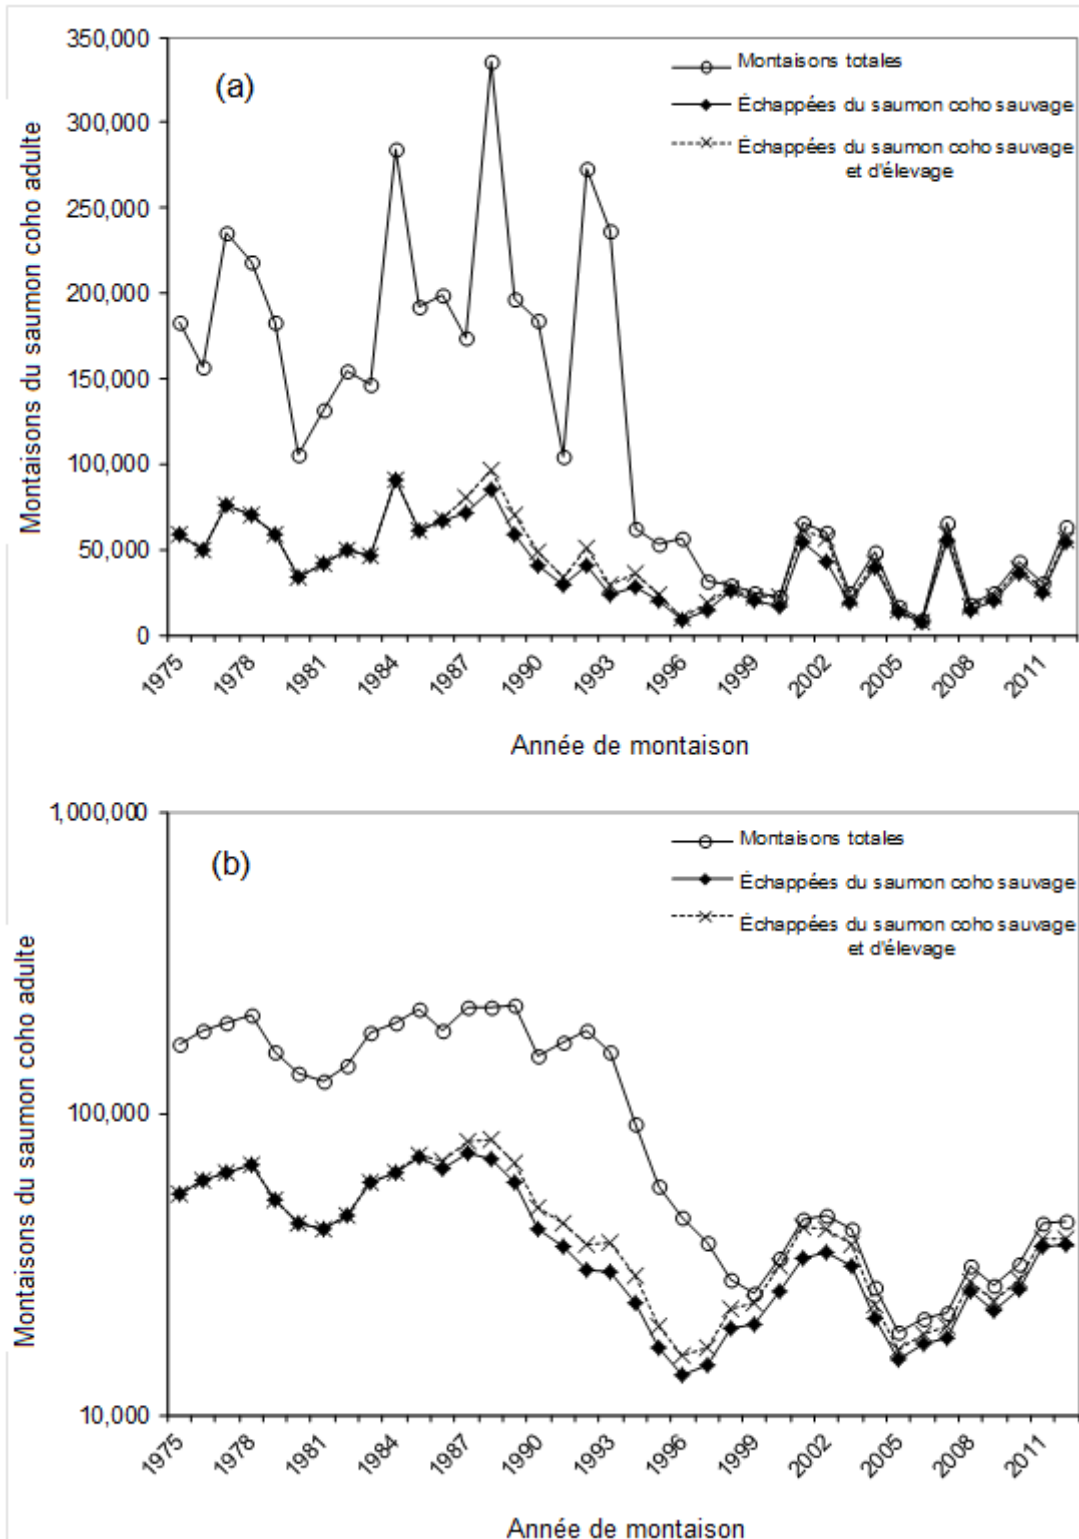 350,000
300,000
250,000
200,000
150,000
100,000
50,000
0
Montaisons du saumon coho adulte
(a)
Montaisons totales
Échappées du saumon coho sauvage
Échappées du saumon coho sauvage
et d'élevage
1975
1978
1981
1984
1987
1990
1993
1996
1999
2002
2005
2008
2011
Année de montaison
1,000,000
100,000
10,000
Montaisons du saumon coho adulte
(b)
Montaisons totales
Échappées du saumon coho sauvage
Échappées du saumon coho sauvage
et d'élevage
1975
1978
1981
1984
1987
1990
1993
1996
1999
2002
2005
2008
2011
Année de montaison